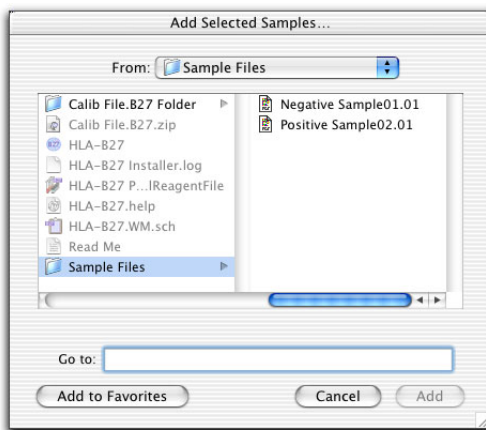 Add Selected Samples...
From: Sample Files
Calib File.B27 Folder
Calib File.B27.zip
HLA-B27
HLA-B27 Installer.log
HLA-B27 P...lReagentFile
HLA-B27.help
HLA-B27.WM.sch
Read Me
Sample Files
Negative Sample01.01
Positive Sample02.01
Go to:
Add to Favorites Cancel Add